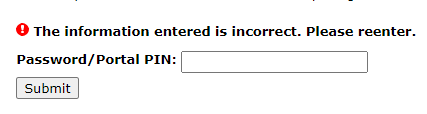 The information entered is incorrect. Please reenter.
Password/Portal PIN:
Submit